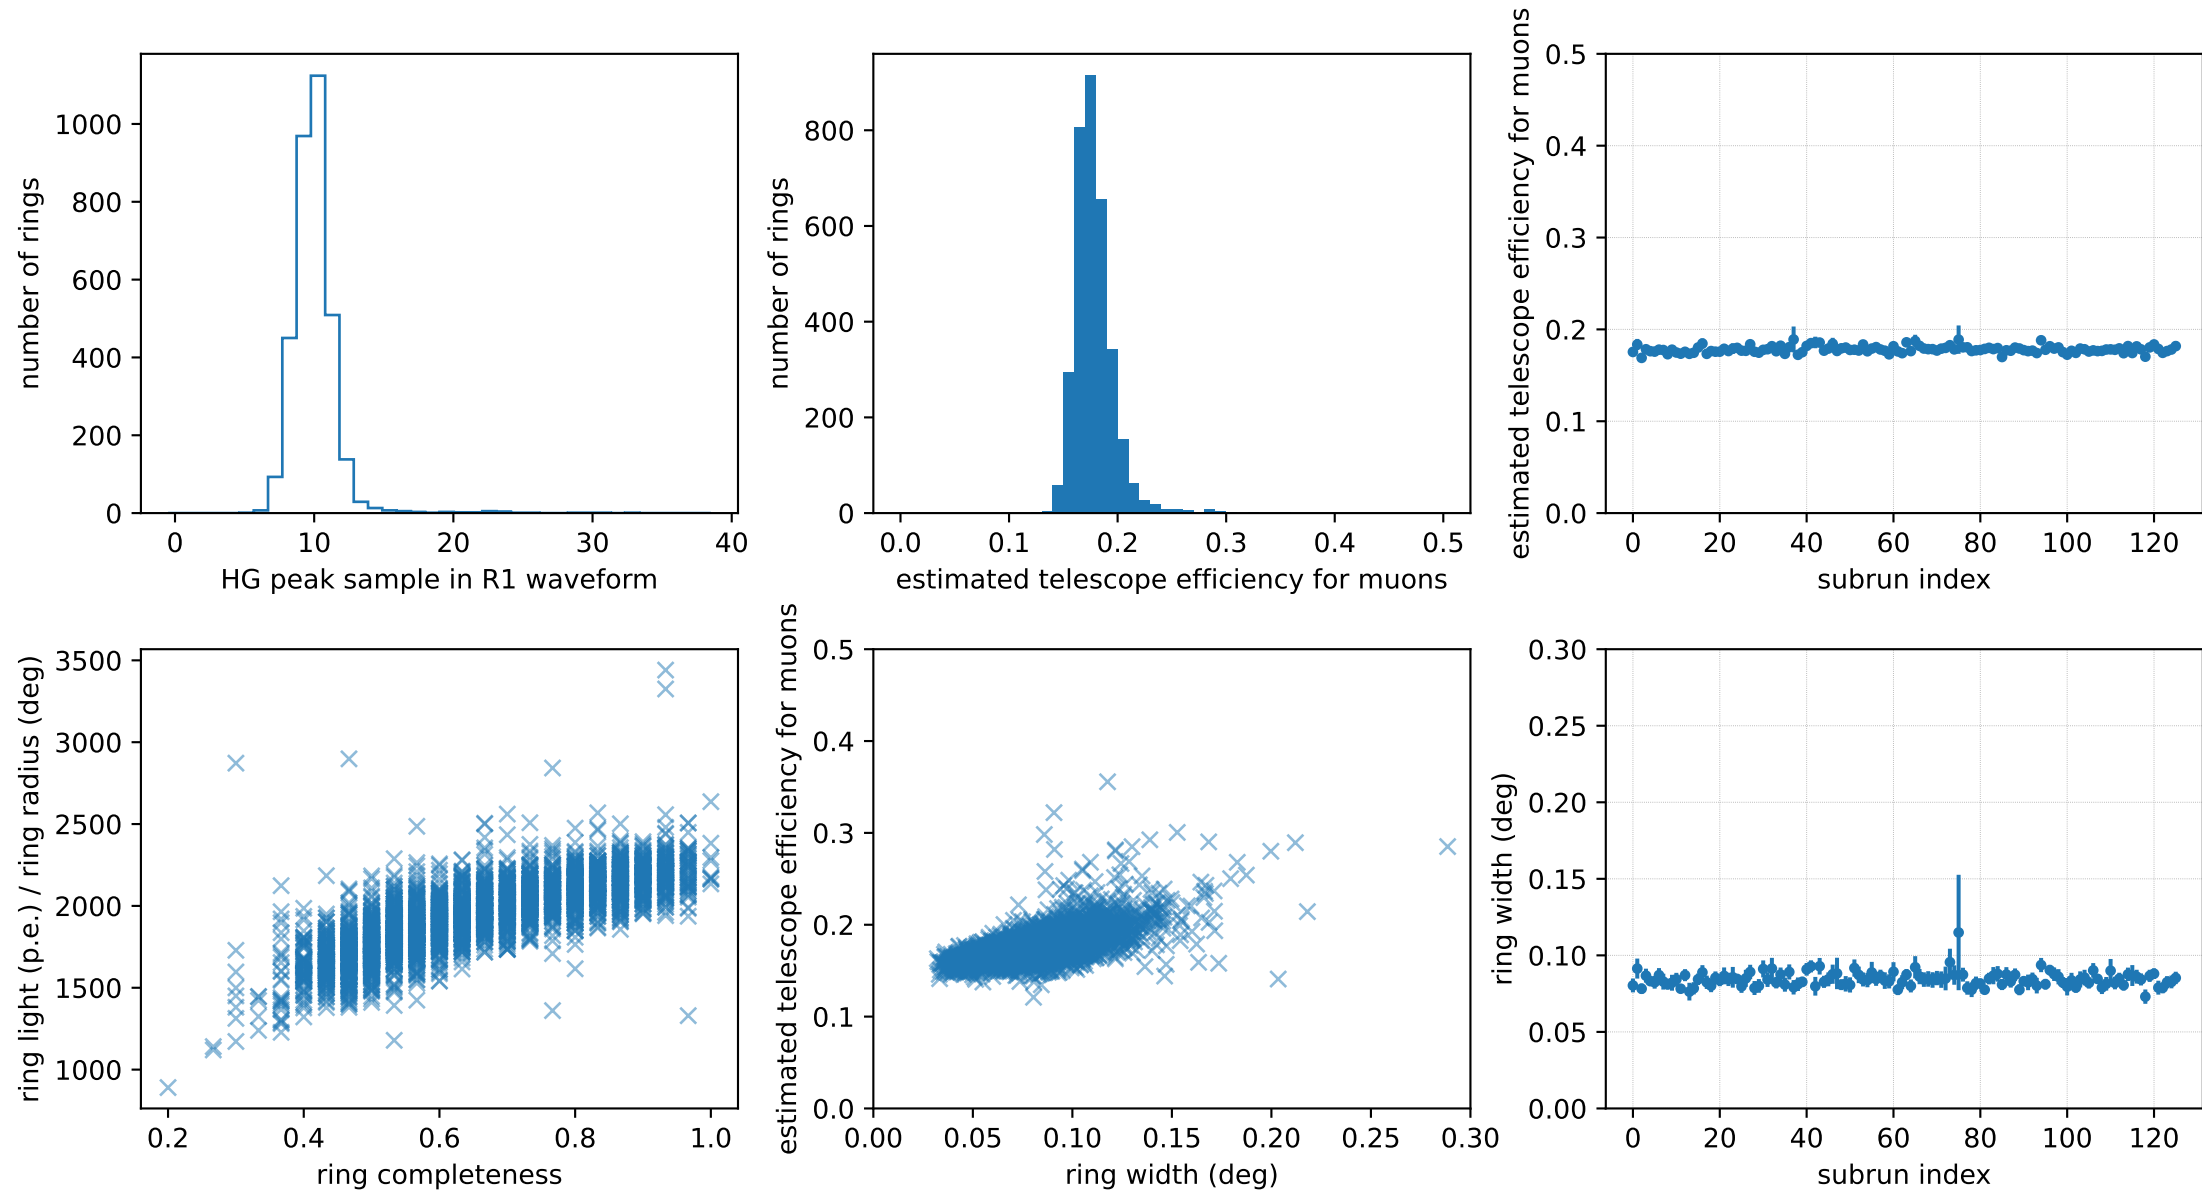 number of rings
1000
800
600
400
200
0
0 10 20 30 40
HG peak sample in R1 waveform
number of rings
800
600
400
200
0
0.0 0.1 0.2 0.3 0.4 0.5
estimated telescope efficiency for muons
estimated telescope efficiency for muons
0.5
0.4
0.3
0.2
0.1
0.0
0 20 40 60 80 100 120
subrun index
ring light (p.e.) / ring radius (deg)
3500
3000
2500
2000
1500
1000
0.2 0.4 0.6 0.8 1.0
ring completeness
estimated telescope efficiency for muons
0.5
0.4
0.3
0.2
0.1
0.0
0.00 0.05 0.10 0.15 0.20 0.25 0.30
ring width (deg)
ring width (deg)
0.30
0.25
0.20
0.15
0.10
0.05
0.00
0 20 40 60 80 100 120
subrun index